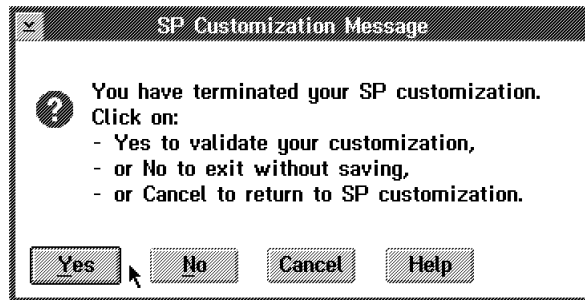 SP Customization Message
You have terminated your SP customization.
Click on:
- Yes to validate your customization,
- or No to exit without saving,
- or Cancel to return to SP customization.
Yes No Cancel Help